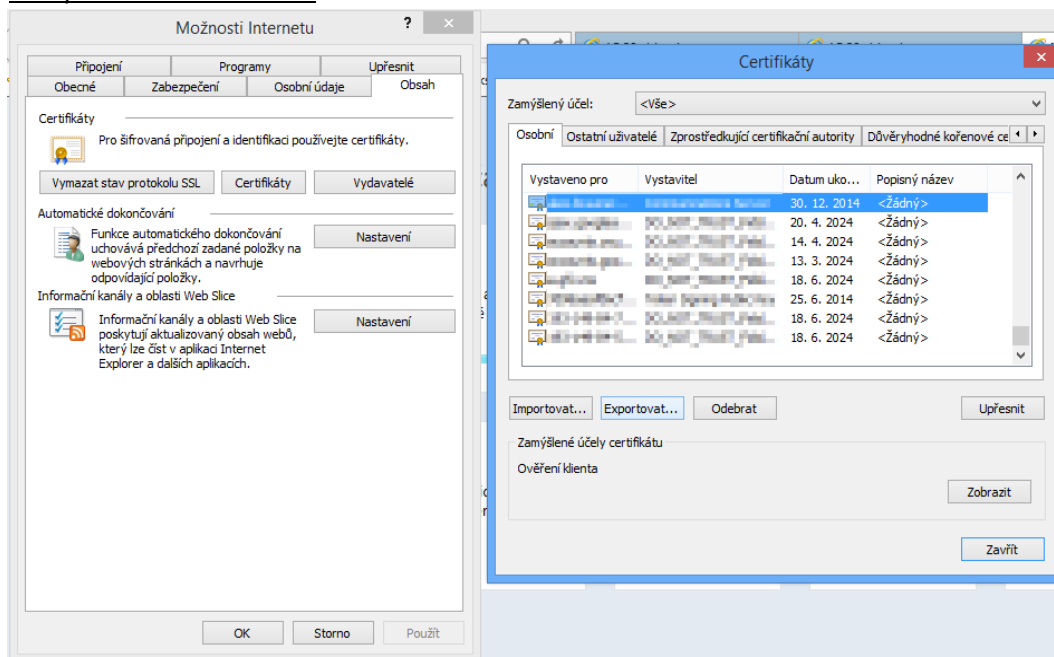 Možnosti Internetu
?
Připojení Programy Upřesnit
Obecné Zabezpečení Osobní údaje Obsah
Certifikáty
Pro šifrovaná připojení a identifikaci používejte certifikáty.
Vymazat stav protokolu SSL Certifikáty Vydavatelé
Automatické dokončování
Funkce automatického dokončování
uchovává předchozí zadané položky na
webových stránkách a navrhuje
odpovídající položky.
Nastavení
Informační kanály a oblasti Web Slice
Informační kanály a oblasti Web Slice
poskytují aktualizovaný obsah webů,
který lze číst v aplikaci Internet
Explorer a dalších aplikacích.
Nastavení
OK Storno Použít
Certifikáty
Zamýšlený účel: <Vše>
Osobní Ostatní uživatelé Zprostředkující certifikační autority Důvěryhodné kořenové ce
Vystaveno pro Vystavitel Datum uko... Popisný název
30. 12. 2014 <Žádný>
20. 4. 2024 <Žádný>
14. 4. 2024 <Žádný>
13. 3. 2024 <Žádný>
18. 6. 2024 <Žádný>
25. 6. 2014 <Žádný>
18. 6. 2024 <Žádný>
18. 6. 2024 <Žádný>
Importovat... Exportovat... Odebrat Upřesnit
Zamýšlené účely certifikátu
Ověření klienta
Zobrazit
Zavřít